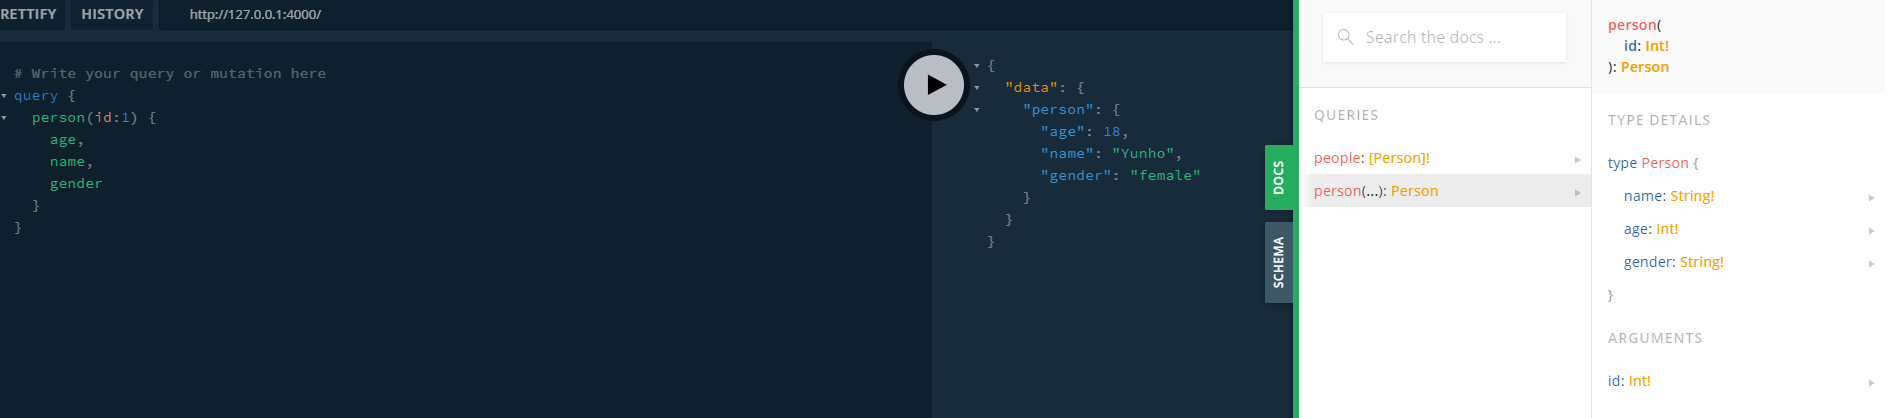 RETTIFY
HISTORY
http://127.0.0.1:4000/
# Write your query or mutation here
query {
person(id:1) {
age,
name,
gender
}
}
{
"data": {
"person": {
"age": 18,
"name": "Yunho",
"gender": "female"
}
}
}
DOCS
SCHEMA
Search the docs ...
QUERIES
people: [Person]!
person(...): Person
person(
id: Int!
): Person
TYPE DETAILS
type Person {
name: String!
age: Int!
gender: String!
}
ARGUMENTS
id: Int!